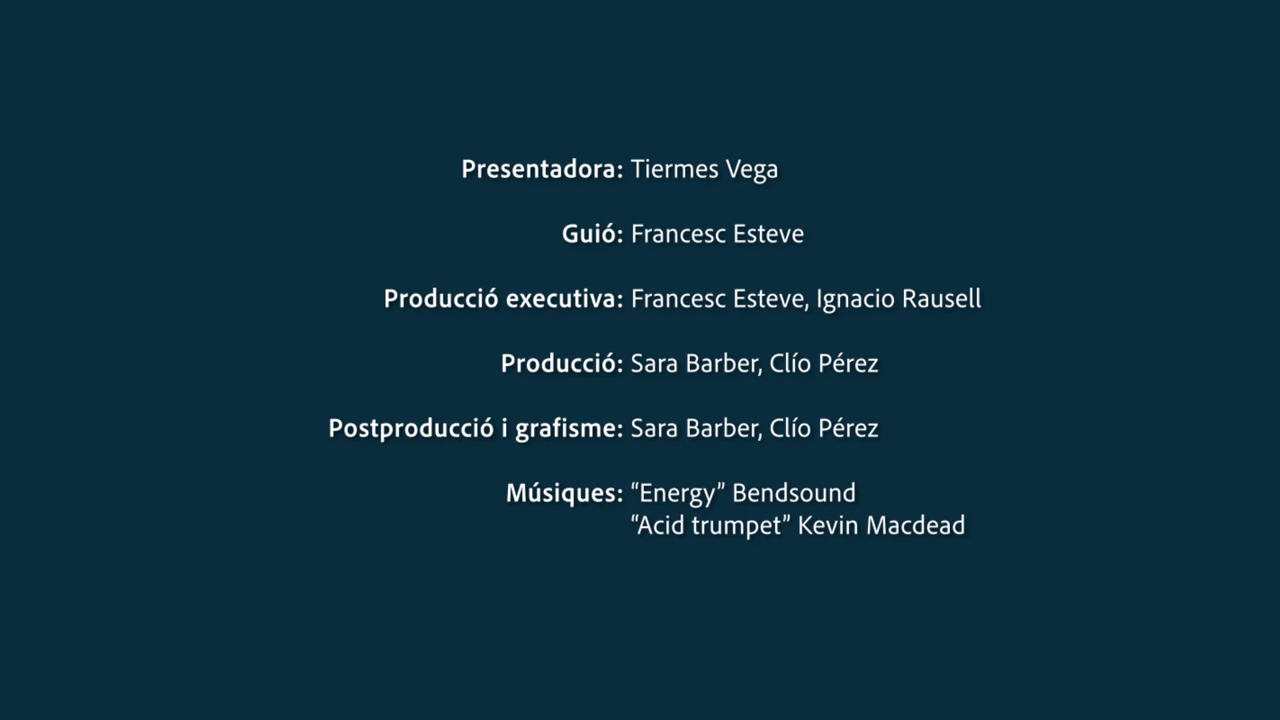 Presentadora: Tiermes Vega
Guió: Francesc Esteve
Producció executiva: Francesc Esteve, Ignacio Rausell
Producció: Sara Barber, Clío Pérez
Postproducció i grafisme: Sara Barber, Clío Pérez
Músiques: “Energy” Bendsound
“Acid trumpet” Kevin Macdead